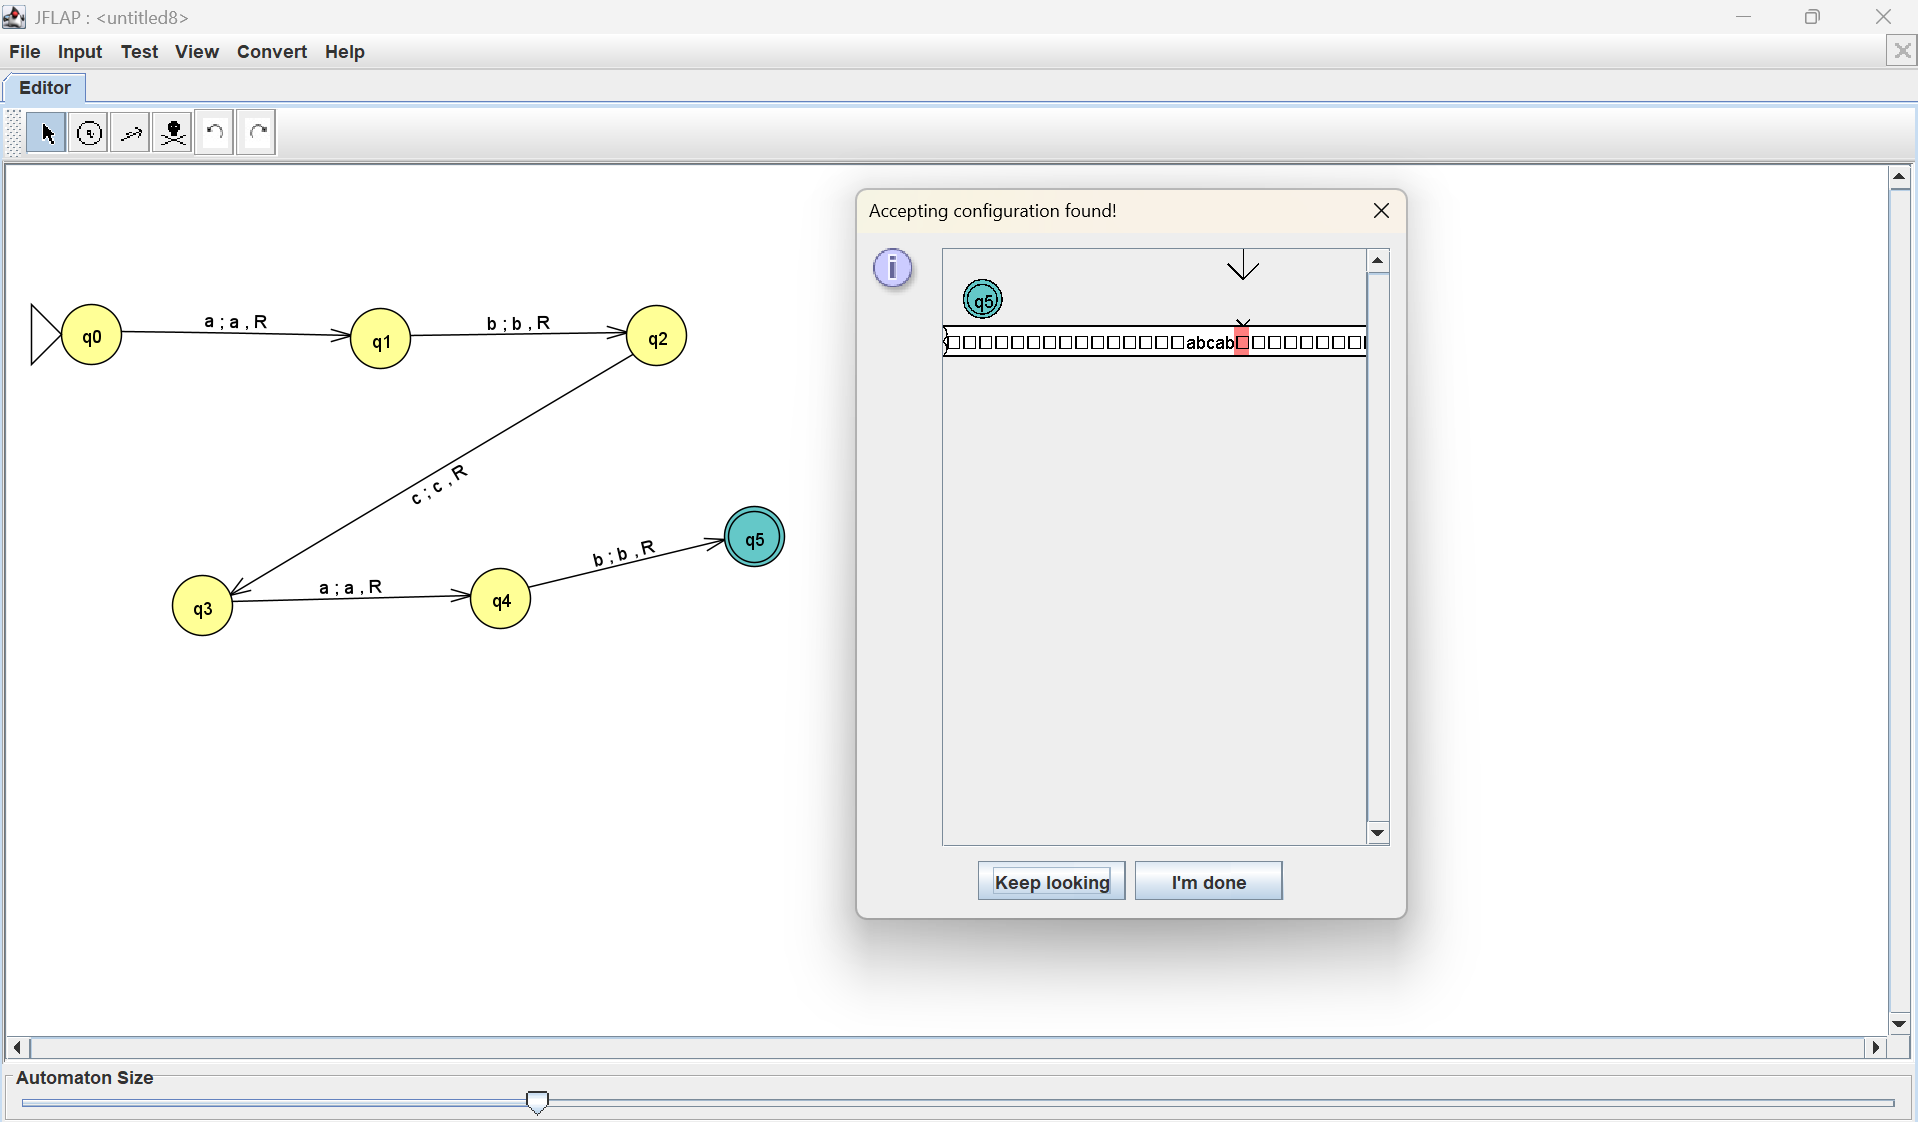 JFLAP : <untitled8>
File Input Test View Convert Help
Editor
Accepting configuration found!
q5
abcab
q0
a ; a , R
q1
b ; b , R
q2
c ; c , R
q3
a ; a , R
q4
b ; b , R
q5
Keep looking
I'm done
Automaton Size